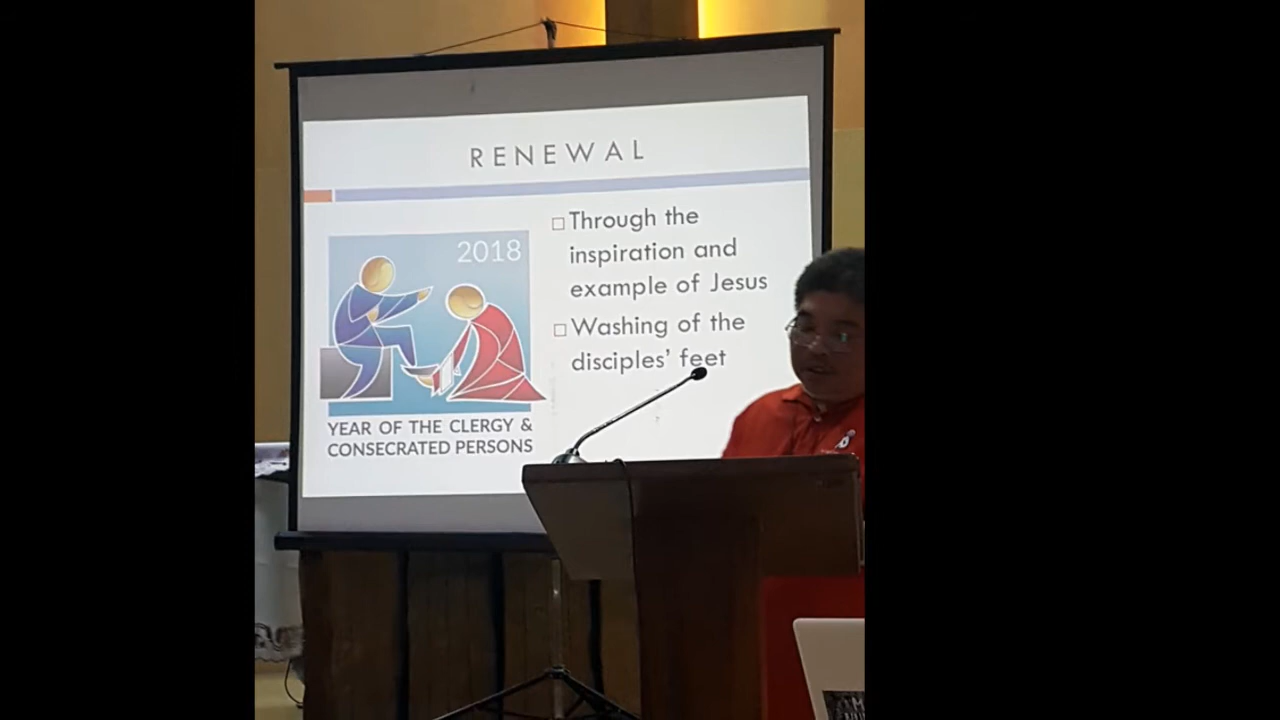 RENEWAL
2018
YEAR OF THE CLERGY &
CONSECRATED PERSONS
Through the
inspiration and
example of Jesus
Washing of the
disciples' feet